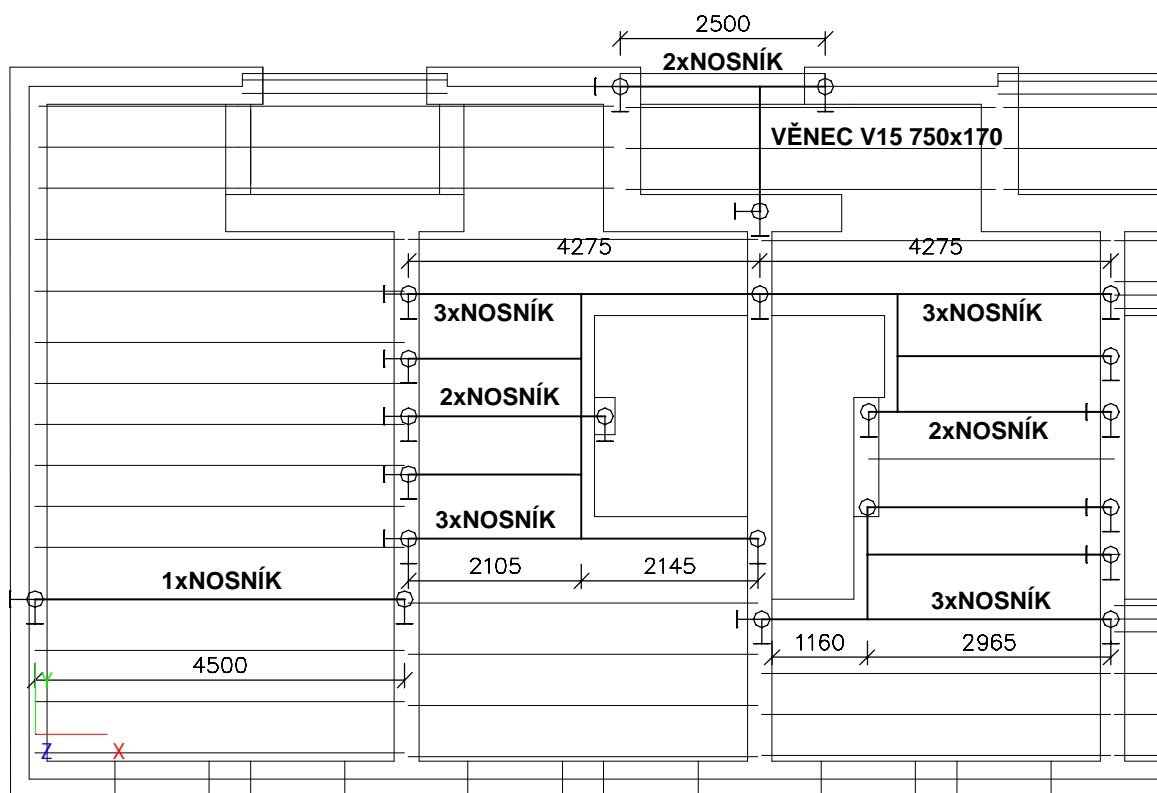 2500
2xNOSNÍK
VĚNEC V15 750x170
4275
4275
3xNOSNÍK
3xNOSNÍK
2xNOSNÍK
2xNOSNÍK
3xNOSNÍK
2105
2145
1xNOSNÍK
3xNOSNÍK
1160
2965
4500
Y
Z
X